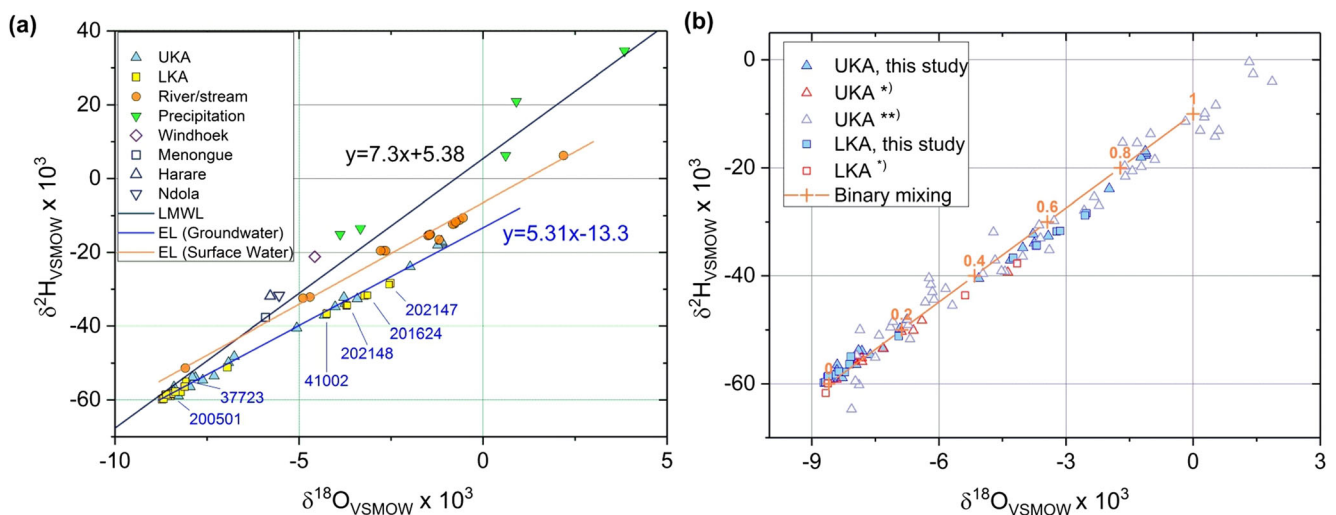 (a)
40
20
0
-20
-40
-60
δ²H_VSMOW x 10³
UKA
LKA
River/stream
Precipitation
Windhoek
Menongue
Harare
Ndola
LMWL
EL (Groundwater)
EL (Surface Water)
y=7.3x+5.38
y=5.31x-13.3
202147
201624
202148
41002
37723
200501
-10
-5
0
δ¹⁸O_VSMOW x 10³
(b)
0
-20
-40
-60
δ²H_VSMOW x 10³
UKA, this study
UKA *)
UKA **)
LKA, this study
LKA *)
Binary mixing
1
0.8
0.6
0.4
0.2
0
-9
-6
-3
0
3
δ¹⁸O_VSMOW x 10³